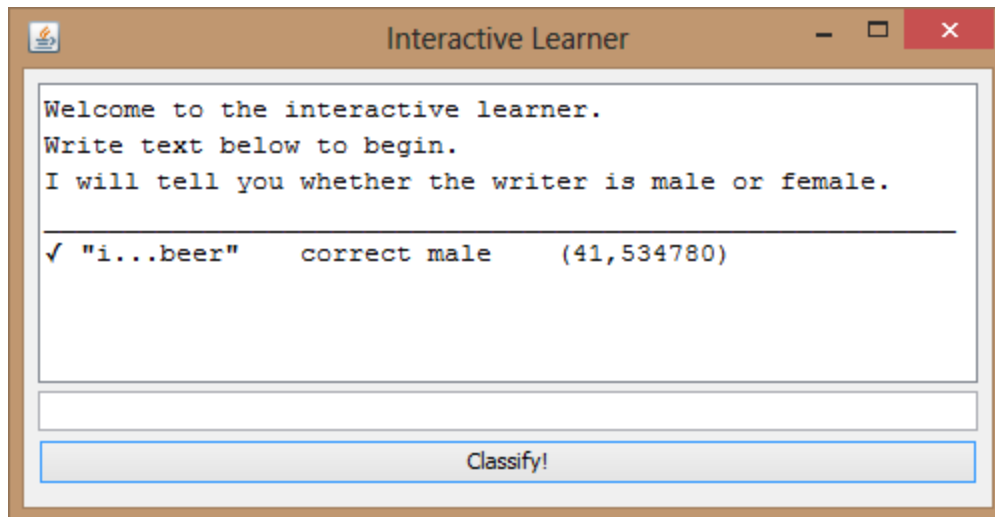 Interactive Learner
Welcome to the interactive learner.
Write text below to begin.
I will tell you whether the writer is male or female.
√ "i...beer"    correct male    (41,534780)
Classify!